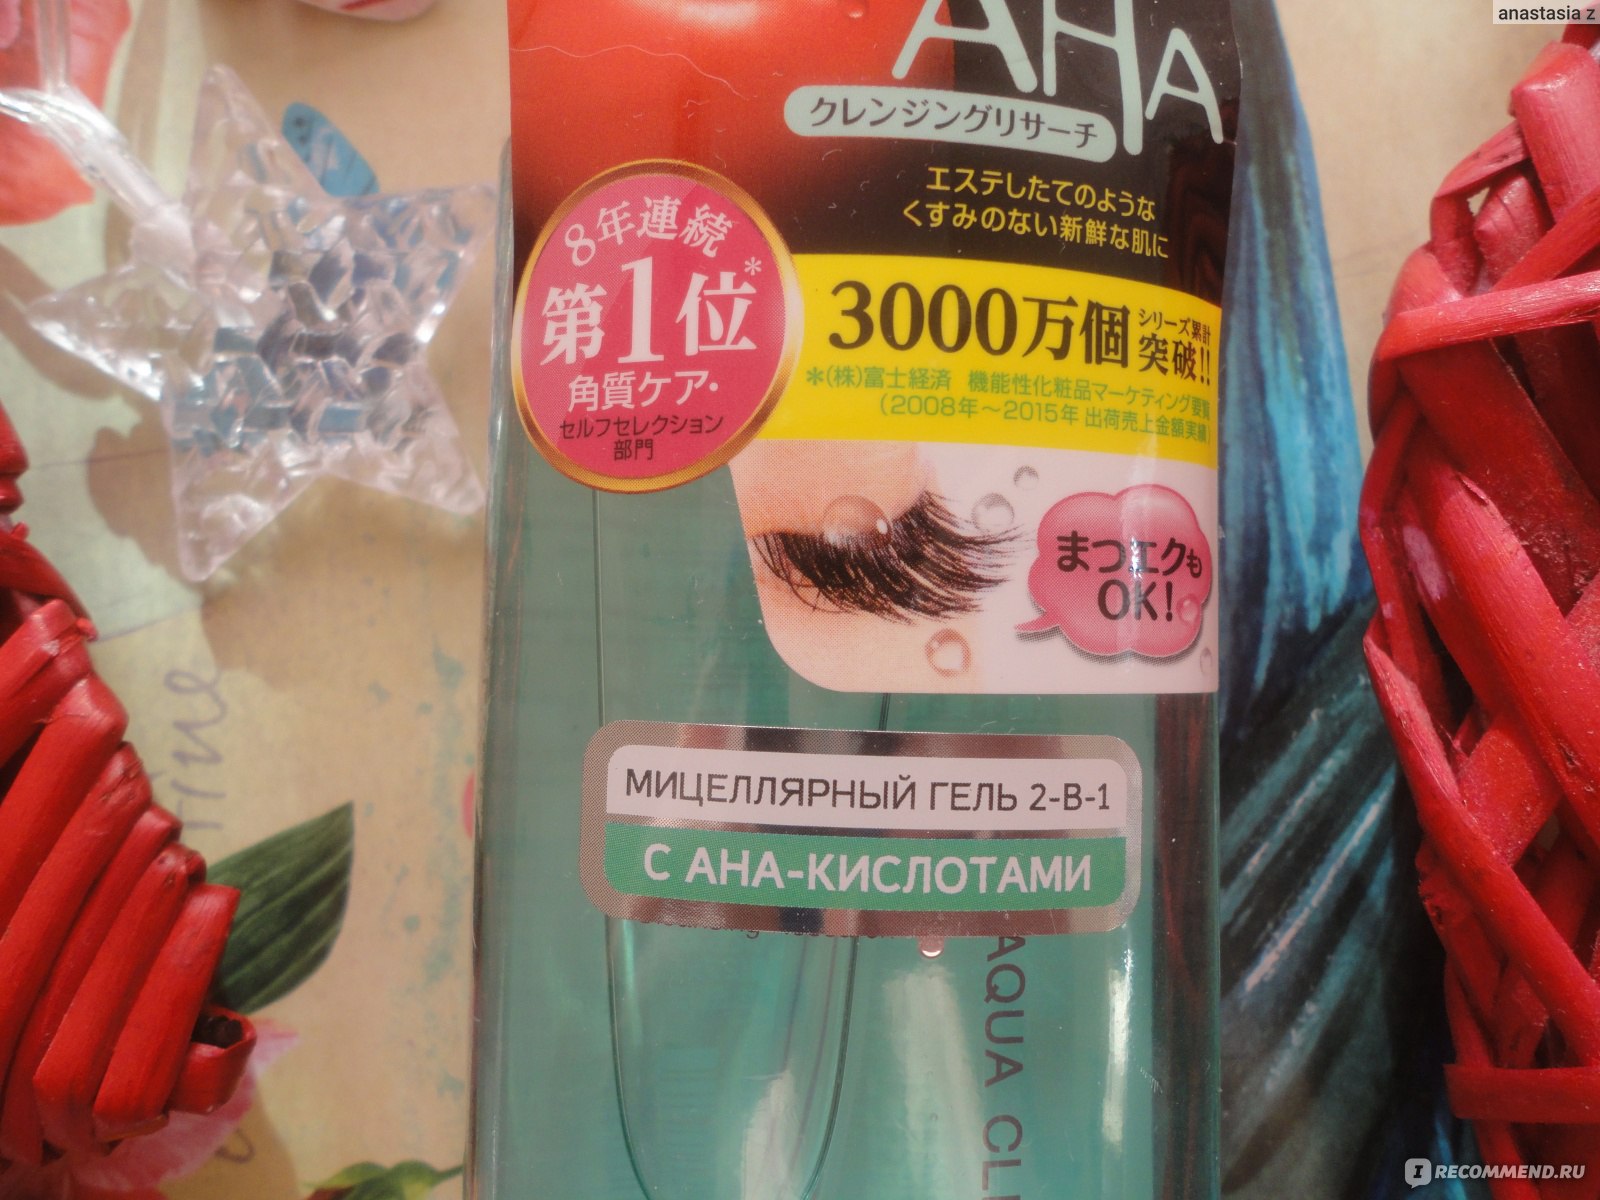 anastasia z
AHA
クレンジングリサーチ
エステしたてのような
くすみのない新鮮な肌に
8年連続
第1位*
角質ケア・
セルフセレクション
部門
3000万個
シリーズ累計
突破!!
*(株)富士経済 機能性化粧品マーケティング要覧
(2008年～2015年 出荷売上金額実績)
まつエクも
OK!
МИЦЕЛЛЯРНЫЙ ГЕЛЬ 2-В-1
С АНА-КИСЛОТАМИ
AQUA CLE
IRECOMMEND.RU